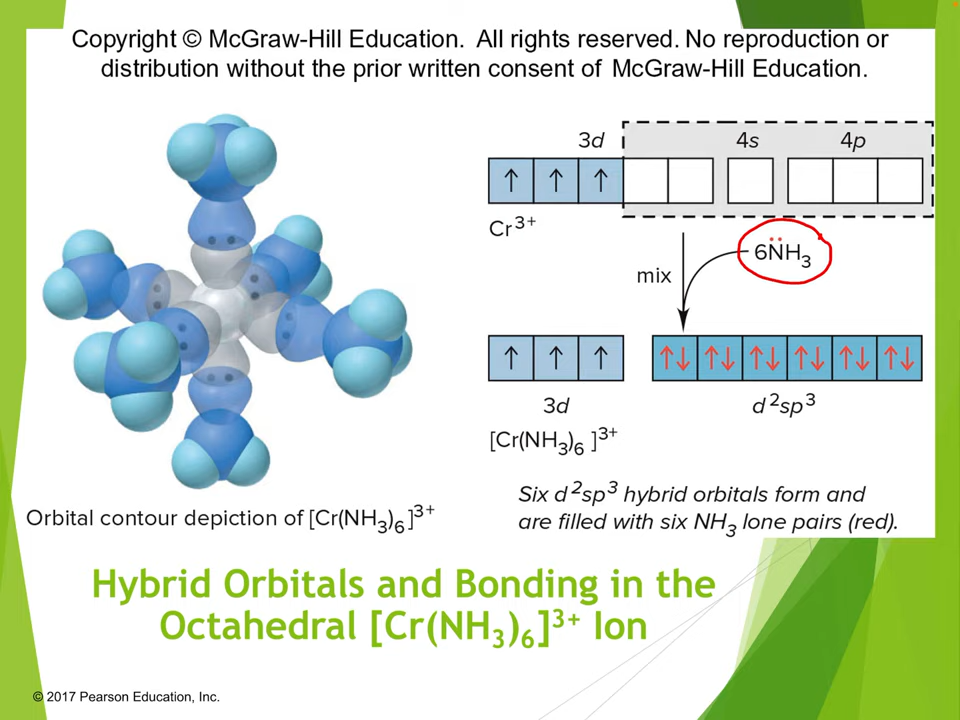 Copyright © McGraw-Hill Education. All rights reserved. No reproduction or
distribution without the prior written consent of McGraw-Hill Education.
3d 4s 4p
↑ ↑ ↑
Cr³⁺
6N̈H₃
mix
↑ ↑ ↑ ↑↓ ↑↓ ↑↓ ↑↓ ↑↓ ↑↓
3d d²sp³
[Cr(NH₃)₆]³⁺
Six d²sp³ hybrid orbitals form and
are filled with six NH₃ lone pairs (red).
Orbital contour depiction of [Cr(NH₃)₆]³⁺
Hybrid Orbitals and Bonding in the
Octahedral [Cr(NH₃)₆]³⁺ Ion
© 2017 Pearson Education, Inc.